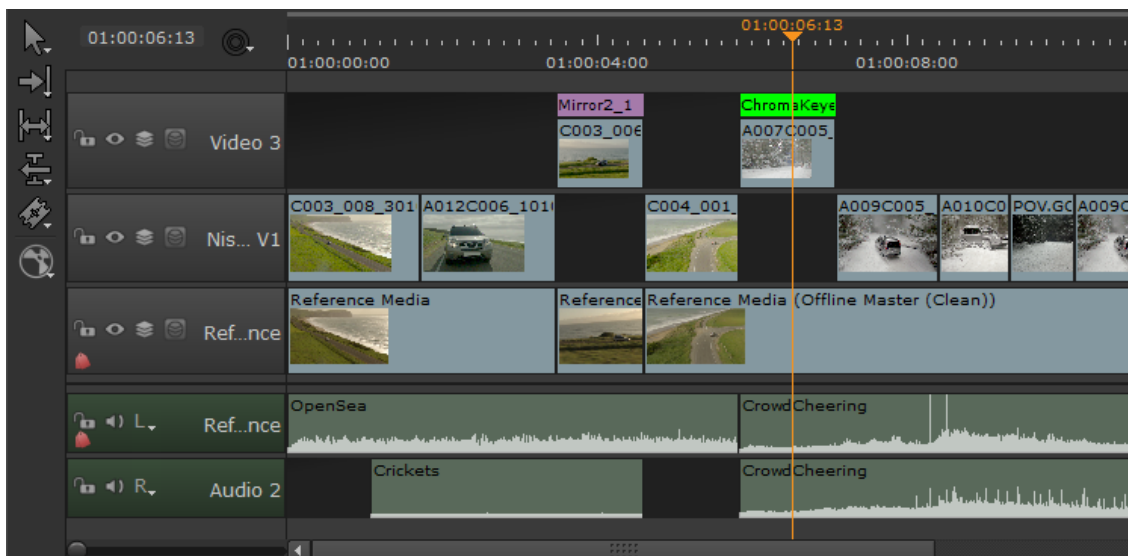 01:00:06:13
01:00:06:13
01:00:00:00 01:00:04:00 01:00:08:00
Mirror2_1 ChromaKeye
Video 3 C003_006 A007C005_
Nis... V1 C003_008_301 A012C006_101 C004_001_ A009C005_ A010C0 POV.GC A009C
Ref...nce Reference Media Reference Reference Media (Offline Master (Clean))
L Ref...nce OpenSea CrowdCheering
R Audio 2 Crickets CrowdCheering